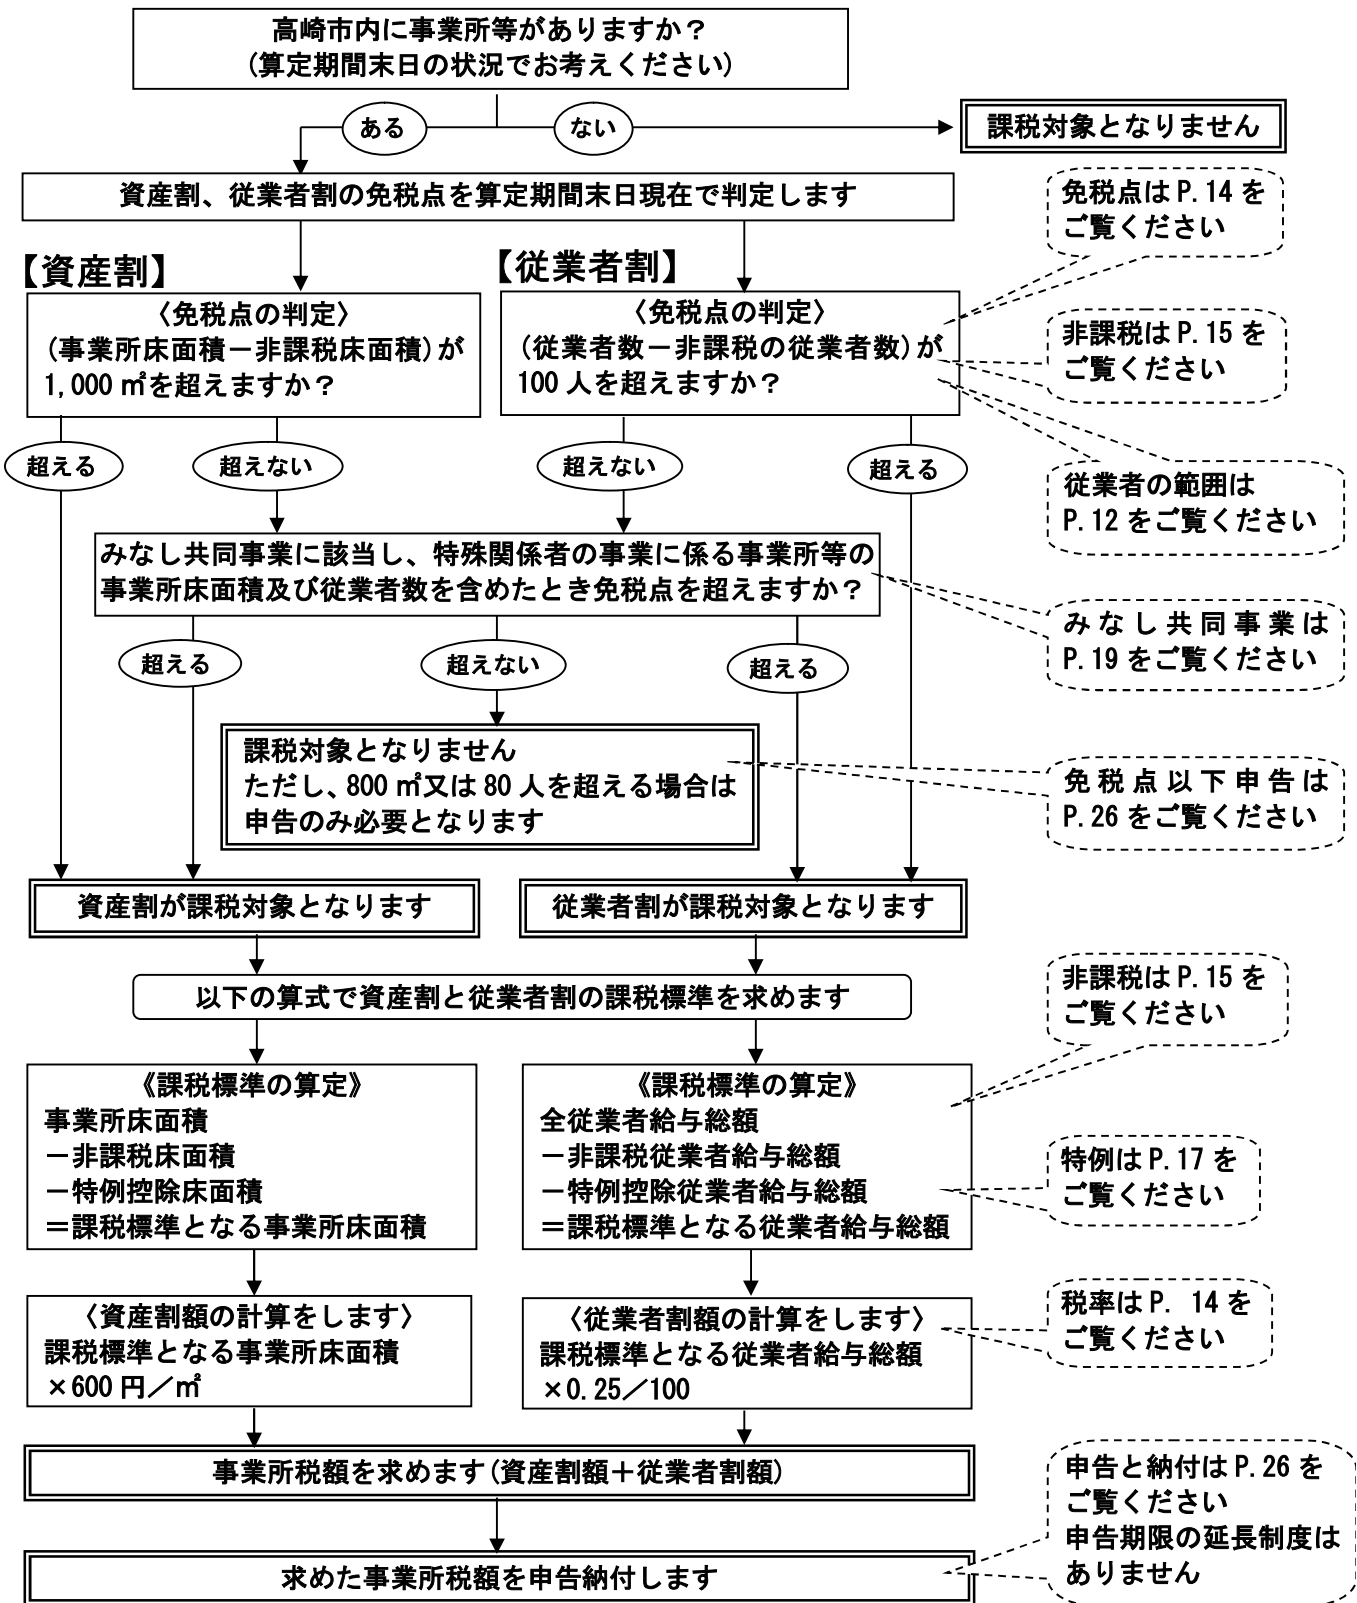 高崎市内に事業所等がありますか？
(算定期間末日の状況でお考えください)
ある
ない
課税対象となりません
資産割、従業者割の免税点を算定期間末日現在で判定します
免税点はP.14を
ご覧ください
【資産割】
【従業者割】
〈免税点の判定〉
(事業所床面積－非課税床面積)が
1,000㎡を超えますか？
〈免税点の判定〉
(従業者数－非課税の従業者数)が
100人を超えますか？
非課税はP.15を
ご覧ください
超える
超えない
超えない
超える
従業者の範囲は
P.12をご覧ください
みなし共同事業に該当し、特殊関係者の事業に係る事業所等の
事業所床面積及び従業者数を含めたとき免税点を超えますか？
みなし共同事業は
P.19をご覧ください
超える
超えない
超える
課税対象となりません
ただし、800㎡又は80人を超える場合は
申告のみ必要となります
免税点以下申告は
P.26をご覧ください
資産割が課税対象となります
従業者割が課税対象となります
以下の算式で資産割と従業者割の課税標準を求めます
非課税はP.15を
ご覧ください
《課税標準の算定》
事業所床面積
－非課税床面積
－特例控除床面積
＝課税標準となる事業所床面積
《課税標準の算定》
全従業者給与総額
－非課税従業者給与総額
－特例控除従業者給与総額
＝課税標準となる従業者給与総額
特例はP.17を
ご覧ください
〈資産割額の計算をします〉
課税標準となる事業所床面積
×600円／㎡
〈従業者割額の計算をします〉
課税標準となる従業者給与総額
×0.25／100
税率はP. 14を
ご覧ください
事業所税額を求めます(資産割額＋従業者割額)
申告と納付はP.26を
ご覧ください
申告期限の延長制度は
ありません
求めた事業所税額を申告納付します